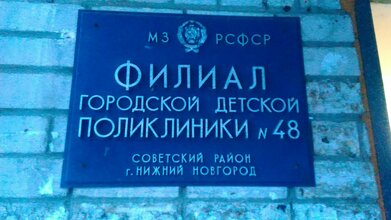 МЗ РСФСР
ФИЛИАЛ
ГОРОДСКОЙ ДЕТСКОЙ
ПОЛИКЛИНИКИ № 48
СОВЕТСКИЙ РАЙОН
г. НИЖНИЙ НОВГОРОД